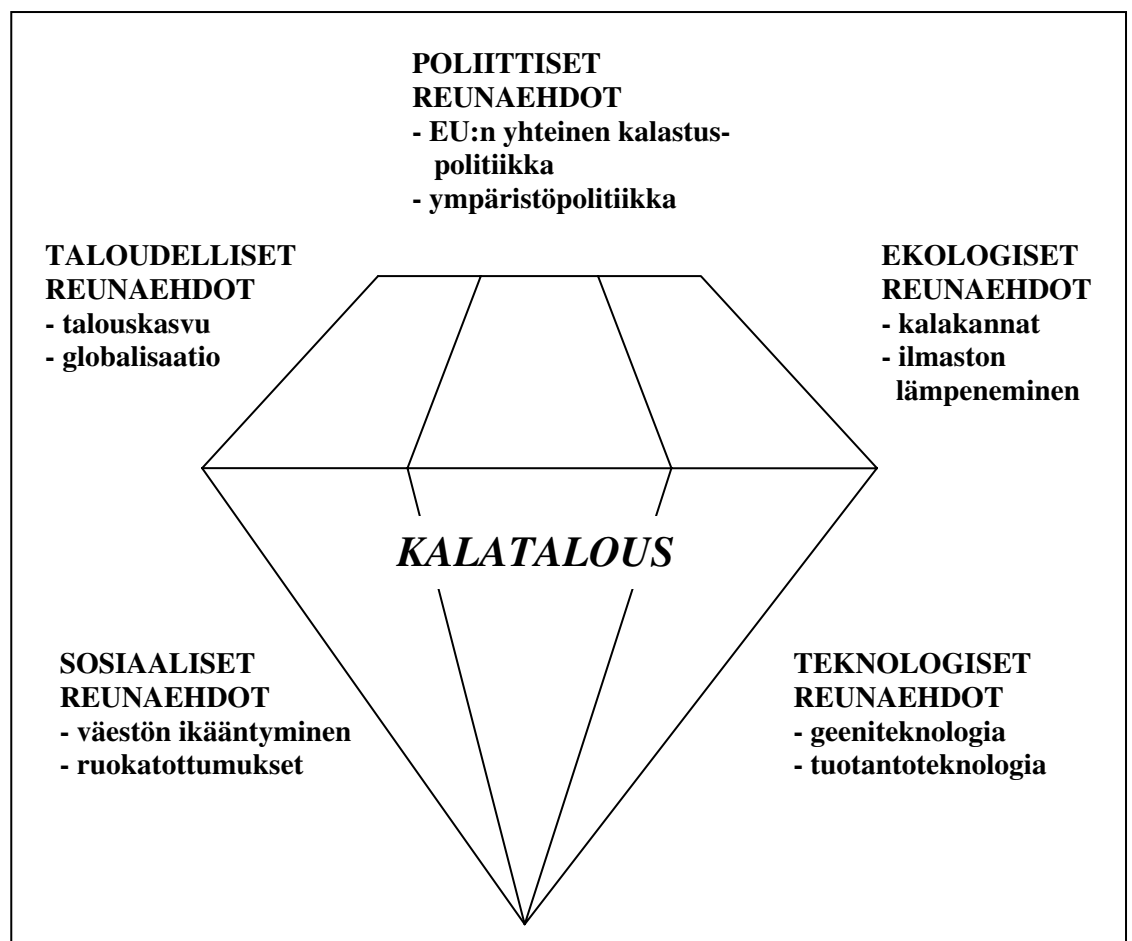 POLIITTISET
REUNAEHDOT
- EU:n yhteinen kalastus-
politiikka
- ympäristöpolitiikka
TALOUDELLISET
REUNAEHDOT
- talouskasvu
- globalisaatio
EKOLOGISET
REUNAEHDOT
- kalakannat
- ilmaston
lämpeneminen
KALATALOUS
SOSIAALISET
REUNAEHDOT
- väestön ikääntyminen
- ruokatottumukset
TEKNOLOGISET
REUNAEHDOT
- geeniteknologia
- tuotantoteknologia